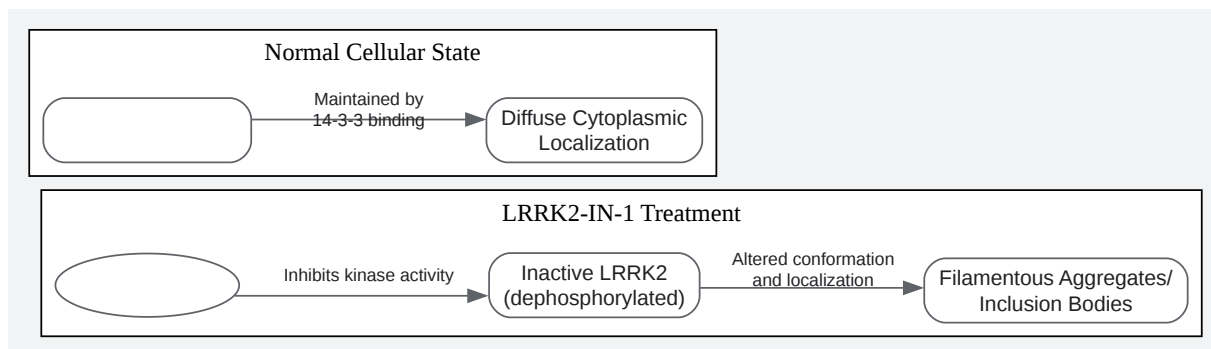 Normal Cellular State
Maintained by
14-3-3 binding
Diffuse Cytoplasmic
Localization
LRRK2-IN-1 Treatment
Inhibits kinase activity
Inactive LRRK2
(dephosphorylated)
Altered conformation
and localization
Filamentous Aggregates/
Inclusion Bodies